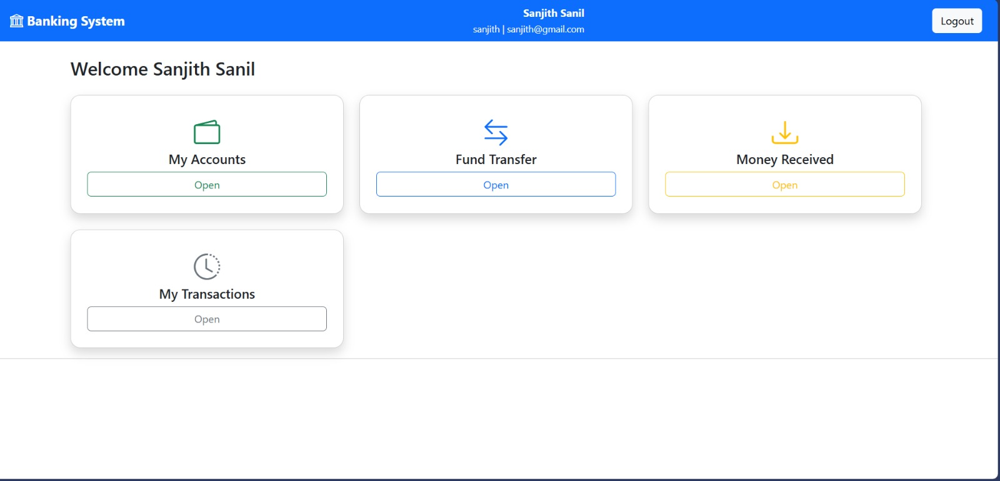 Banking System
Sanjith Sanil
sanjith | sanjith@gmail.com
Logout
Welcome Sanjith Sanil
My Accounts
Open
Fund Transfer
Open
Money Received
Open
My Transactions
Open